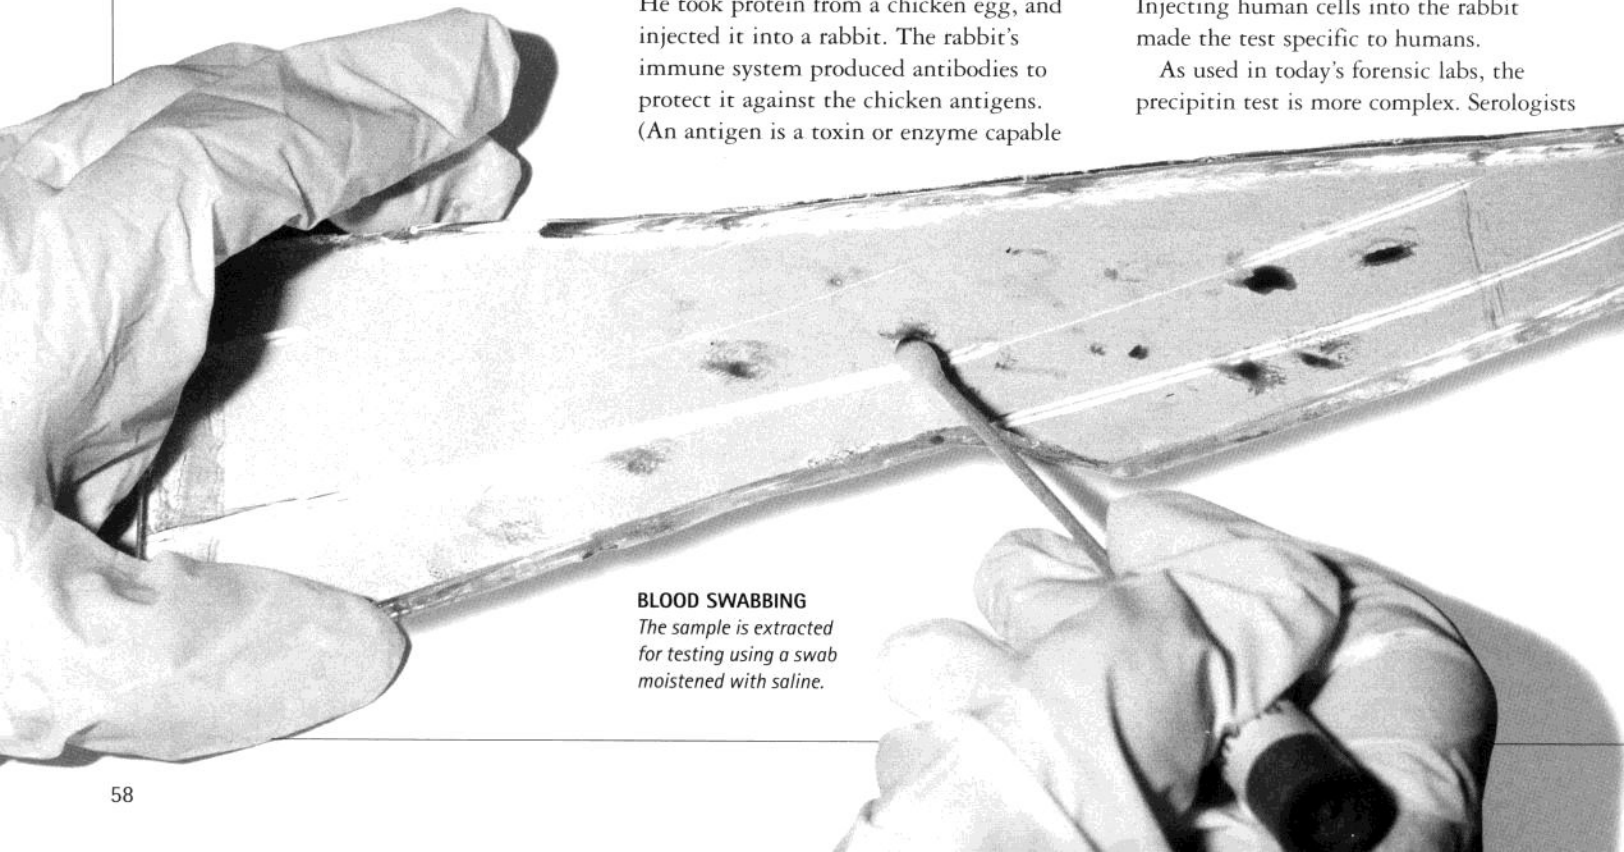 He took protein from a chicken egg, and
injected it into a rabbit. The rabbit's
immune system produced antibodies to
protect it against the chicken antigens.
(An antigen is a toxin or enzyme capable
Injecting human cells into the rabbit
made the test specific to humans.
As used in today's forensic labs, the
precipitin test is more complex. Serologists
BLOOD SWABBING
The sample is extracted
for testing using a swab
moistened with saline.
58